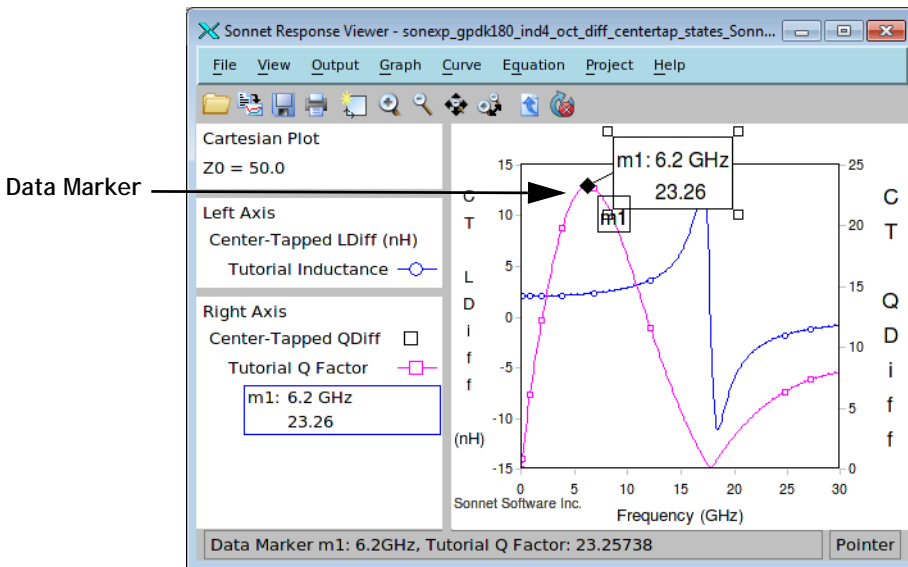 Sonnet Response Viewer - sonexp_gpdk180_ind4_oct_diff_centertap_states_Sonn...
File View Output Graph Curve Equation Project Help
Cartesian Plot
Z0 = 50.0
Data Marker
Left Axis
Center-Tapped LDiff (nH)
Tutorial Inductance
Right Axis
Center-Tapped QDiff
Tutorial Q Factor
m1: 6.2 GHz
23.26
m1: 6.2 GHz
23.26
m1
CT LDiff (nH)
15
10
5
0
-5
-10
-15
25
20
15
10
5
0
CT QDiff
0 5 10 15 20 25 30
Sonnet Software Inc.
Frequency (GHz)
Data Marker m1: 6.2GHz, Tutorial Q Factor: 23.25738
Pointer